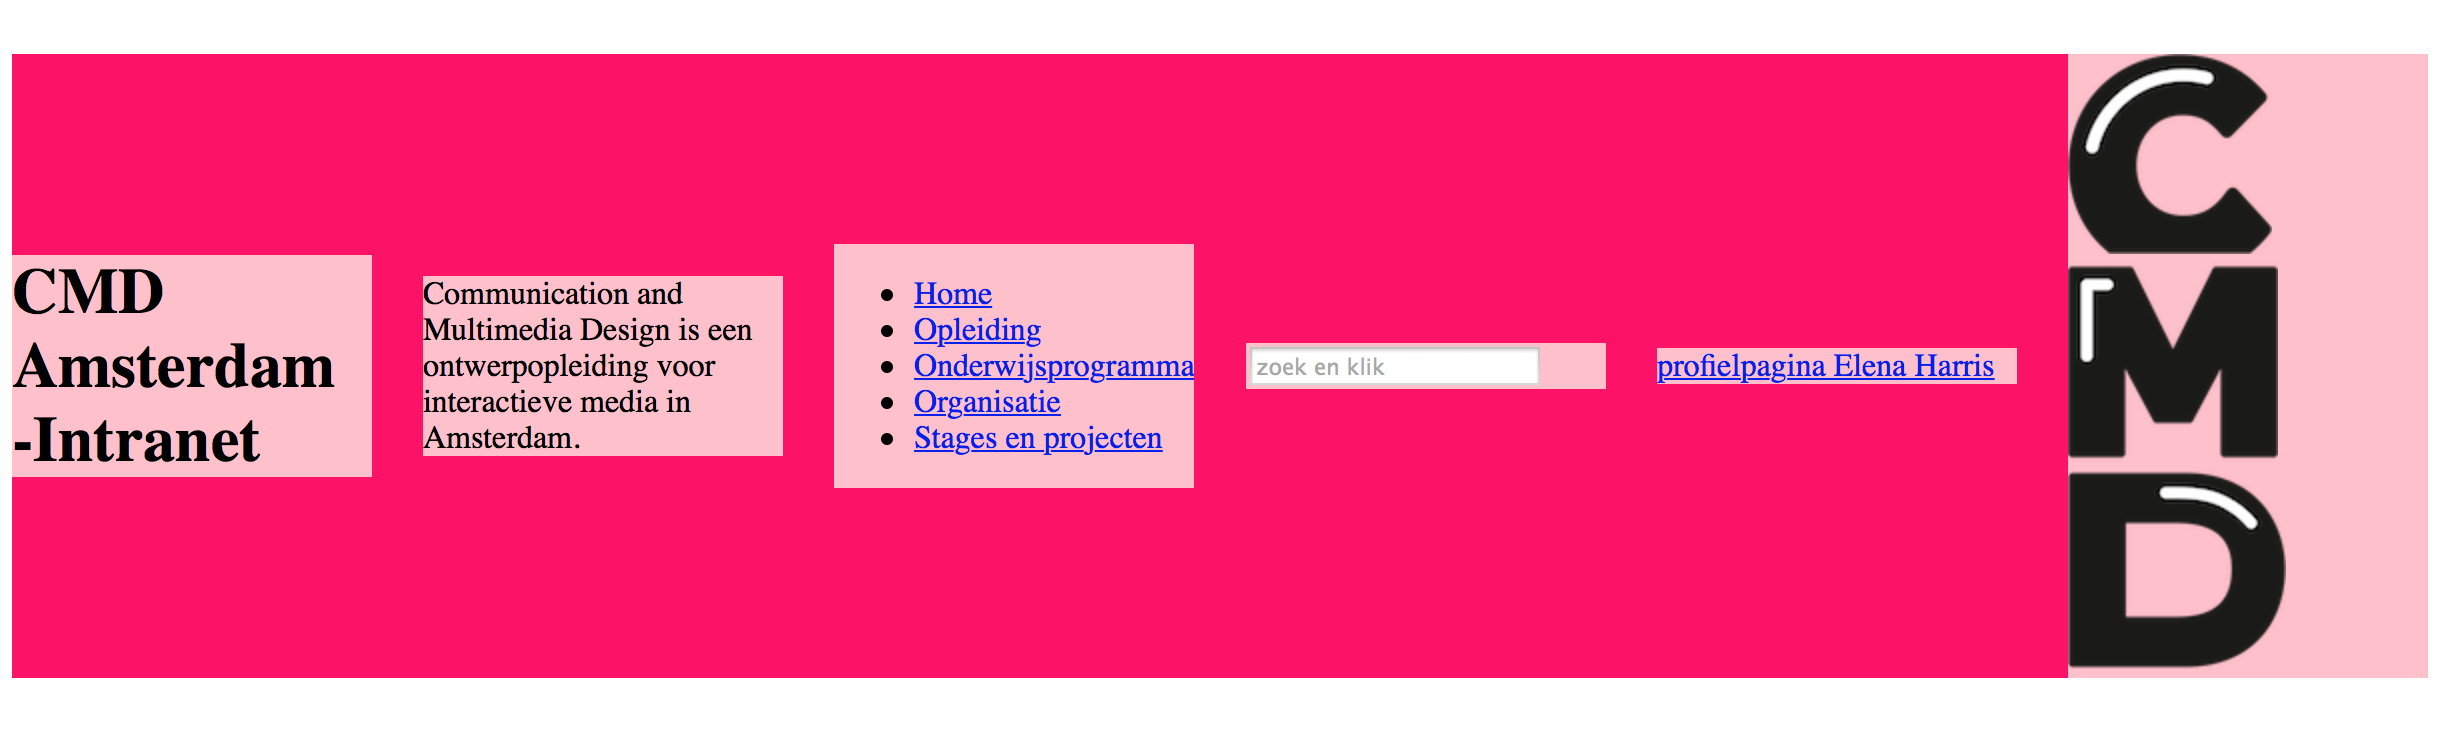 CMD
Amsterdam
-Intranet
Communication and
Multimedia Design is een
ontwerpopleiding voor
interactieve media in
Amsterdam.
Home
Opleiding
Onderwijsprogramma
Organisatie
Stages en projecten
zoek en klik
profielpagina Elena Harris
C
M
D